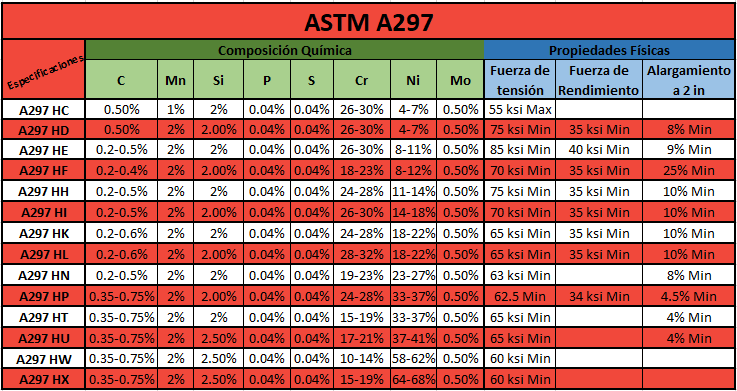 ASTM A297
Especificaciones Composición Química Propiedades Físicas
C Mn Si P S Cr Ni Mo Fuerza de tensión Fuerza de Rendimiento Alargamiento a 2 in
A297 HC 0.50% 1% 2% 0.04% 0.04% 26-30% 4-7% 0.50% 55 ksi Max
A297 HD 0.50% 2% 2.00% 0.04% 0.04% 26-30% 4-7% 0.50% 75 ksi Min 35 ksi Min 8% Min
A297 HE 0.2-0.5% 2% 2% 0.04% 0.04% 26-30% 8-11% 0.50% 85 ksi Min 40 ksi Min 9% Min
A297 HF 0.2-0.4% 2% 2.00% 0.04% 0.04% 18-23% 8-12% 0.50% 70 ksi Min 35 ksi Min 25% Min
A297 HH 0.2-0.5% 2% 2% 0.04% 0.04% 24-28% 11-14% 0.50% 75 ksi Min 35 ksi Min 10% Min
A297 HI 0.2-0.5% 2% 2.00% 0.04% 0.04% 26-30% 14-18% 0.50% 70 ksi Min 35 ksi Min 10% Min
A297 HK 0.2-0.6% 2% 2% 0.04% 0.04% 24-28% 18-22% 0.50% 65 ksi Min 35 ksi Min 10% Min
A297 HL 0.2-0.6% 2% 2.00% 0.04% 0.04% 28-32% 18-22% 0.50% 65 ksi Min 35 ksi Min 10% Min
A297 HN 0.2-0.5% 2% 2% 0.04% 0.04% 19-23% 23-27% 0.50% 63 ksi Min 8% Min
A297 HP 0.35-0.75% 2% 2.00% 0.04% 0.04% 24-28% 33-37% 0.50% 62.5 Min 34 ksi Min 4.5% Min
A297 HT 0.35-0.75% 2% 2% 0.04% 0.04% 15-19% 33-37% 0.50% 65 ksi Min 4% Min
A297 HU 0.35-0.75% 2% 2.50% 0.04% 0.04% 17-21% 37-41% 0.50% 65 ksi Min 4% Min
A297 HW 0.35-0.75% 2% 2.50% 0.04% 0.04% 10-14% 58-62% 0.50% 60 ksi Min
A297 HX 0.35-0.75% 2% 2.50% 0.04% 0.04% 15-19% 64-68% 0.50% 60 ksi Min